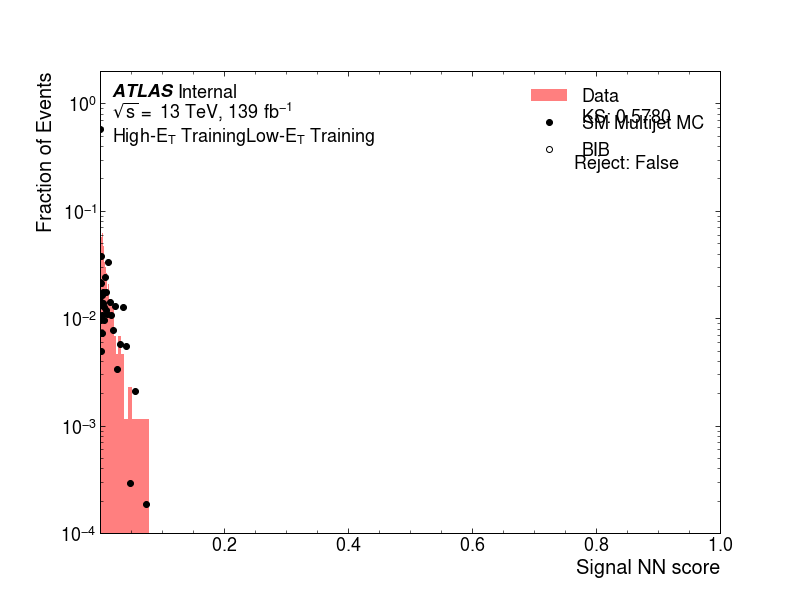 ATLAS Internal
√s = 13 TeV, 139 fb⁻¹
High-E_T TrainingLow-E_T Training
Data
KS: 0.5780
SM Multijet MC
BIB
Reject: False
Fraction of Events
10⁰
10⁻¹
10⁻²
10⁻³
10⁻⁴
0.2 0.4 0.6 0.8 1.0
Signal NN score